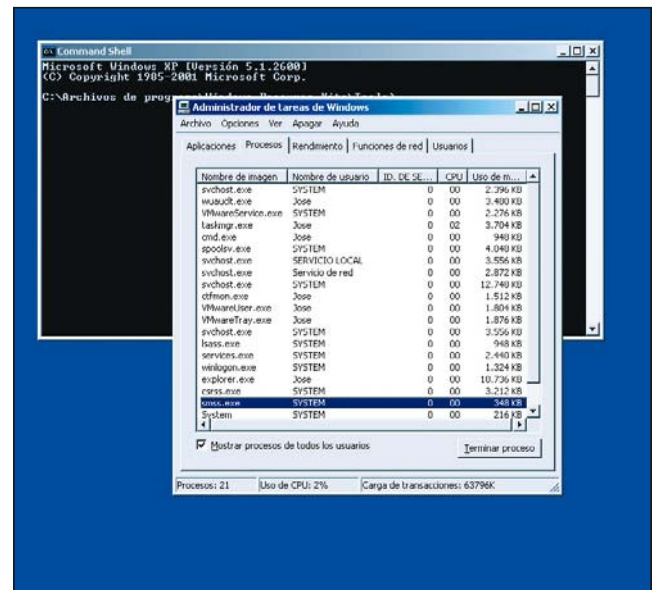 Command Shell
Microsoft Windows XP [Versión 5.1.2600]
(C) Copyright 1985-2001 Microsoft Corp.
C:\Archivos de
Administrador de tareas de Windows
Archivo Opciones Ver Apagar Ayuda
Aplicaciones Procesos Rendimiento Funciones de red Usuarios
Nombre de imagen Nombre de usuario ID. DE SE... CPU Uso de m...
svchost.exe SYSTEM 0 00 2.396 KB
wuauclt.exe Jose 0 00 3.480 KB
VMwareService.exe SYSTEM 0 00 2.276 KB
taskmgr.exe Jose 0 02 3.704 KB
cmd.exe Jose 0 00 948 KB
spoolsv.exe SYSTEM 0 00 4.048 KB
svchost.exe SERVICIO LOCAL 0 00 3.556 KB
svchost.exe Servicio de red 0 00 2.872 KB
svchost.exe SYSTEM 0 00 12.748 KB
ctfmon.exe Jose 0 00 1.512 KB
VMwareUser.exe Jose 0 00 1.804 KB
VMwareTray.exe Jose 0 00 1.876 KB
svchost.exe SYSTEM 0 00 3.556 KB
lsass.exe SYSTEM 0 00 948 KB
services.exe SYSTEM 0 00 2.440 KB
winlogon.exe SYSTEM 0 00 1.324 KB
explorer.exe Jose 0 00 10.736 KB
csrss.exe SYSTEM 0 00 3.212 KB
smss.exe SYSTEM 0 00 348 KB
System SYSTEM 0 00 216 KB
Mostrar procesos de todos los usuarios
Terminar proceso
Procesos: 21 Uso de CPU: 2% Carga de transacciones: 63796K